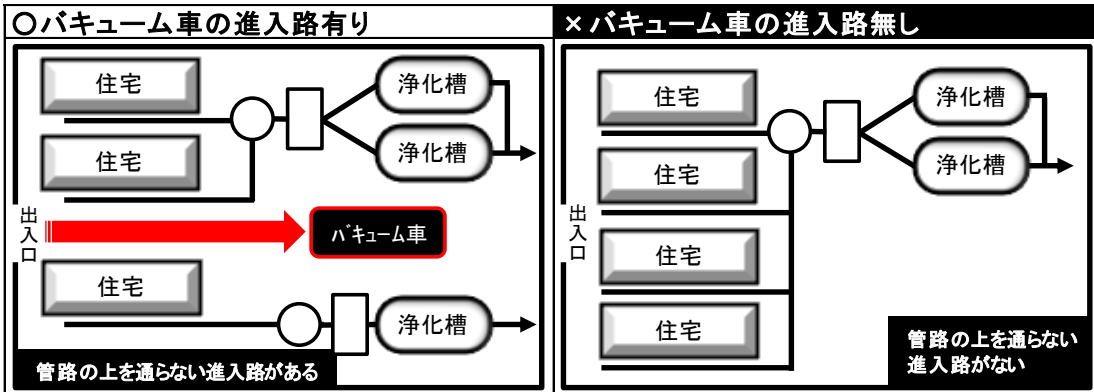 〇バキューム車の進入路有り
住宅
浄化槽
住宅
浄化槽
出入口
バキューム車
住宅
浄化槽
管路の上を通らない進入路がある
×バキューム車の進入路無し
住宅
浄化槽
住宅
浄化槽
出入口
住宅
住宅
管路の上を通らない
進入路がない